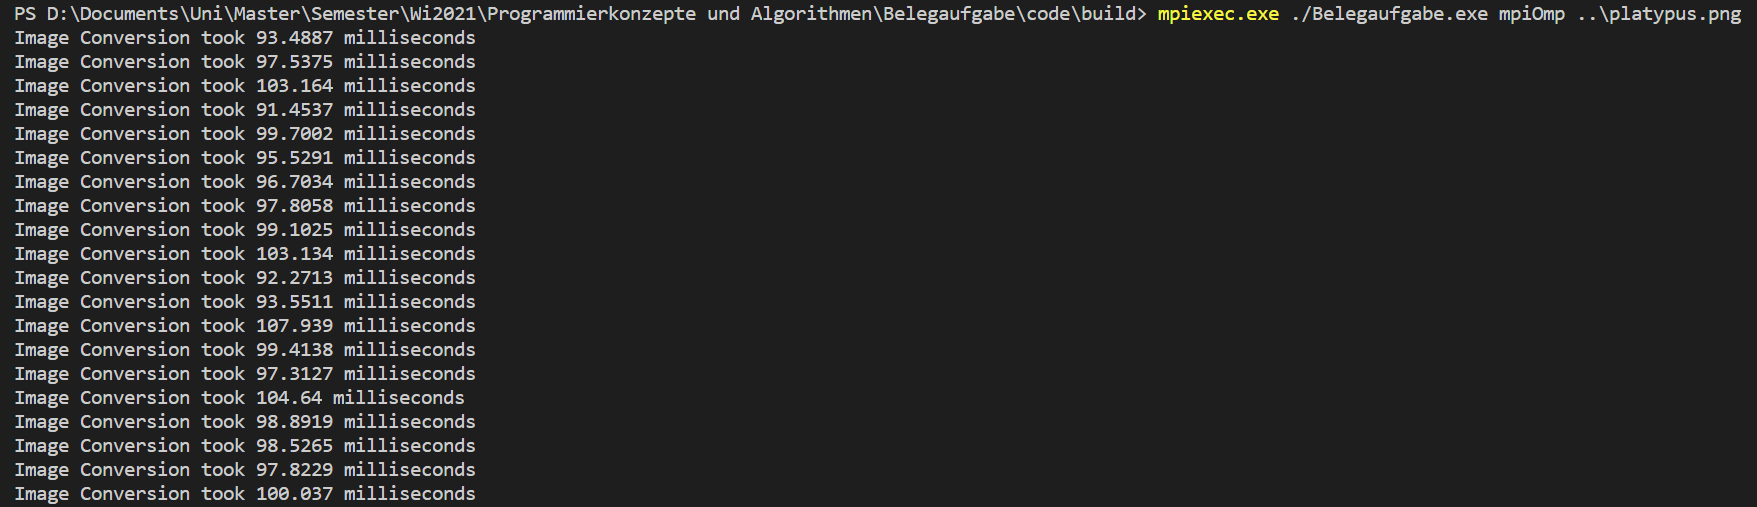 PS D:\Documents\Uni\Master\Semester\Wi2021\Programmierkonzepte und Algorithmen\Belegaufgabe\code\build> mpiexec.exe ./Belegaufgabe.exe mpiOmp ..\platypus.png
Image Conversion took 93.4887 milliseconds
Image Conversion took 97.5375 milliseconds
Image Conversion took 103.164 milliseconds
Image Conversion took 91.4537 milliseconds
Image Conversion took 99.7002 milliseconds
Image Conversion took 95.5291 milliseconds
Image Conversion took 96.7034 milliseconds
Image Conversion took 97.8058 milliseconds
Image Conversion took 99.1025 milliseconds
Image Conversion took 103.134 milliseconds
Image Conversion took 92.2713 milliseconds
Image Conversion took 93.5511 milliseconds
Image Conversion took 107.939 milliseconds
Image Conversion took 99.4138 milliseconds
Image Conversion took 97.3127 milliseconds
Image Conversion took 104.64 milliseconds
Image Conversion took 98.8919 milliseconds
Image Conversion took 98.5265 milliseconds
Image Conversion took 97.8229 milliseconds
Image Conversion took 100.037 milliseconds